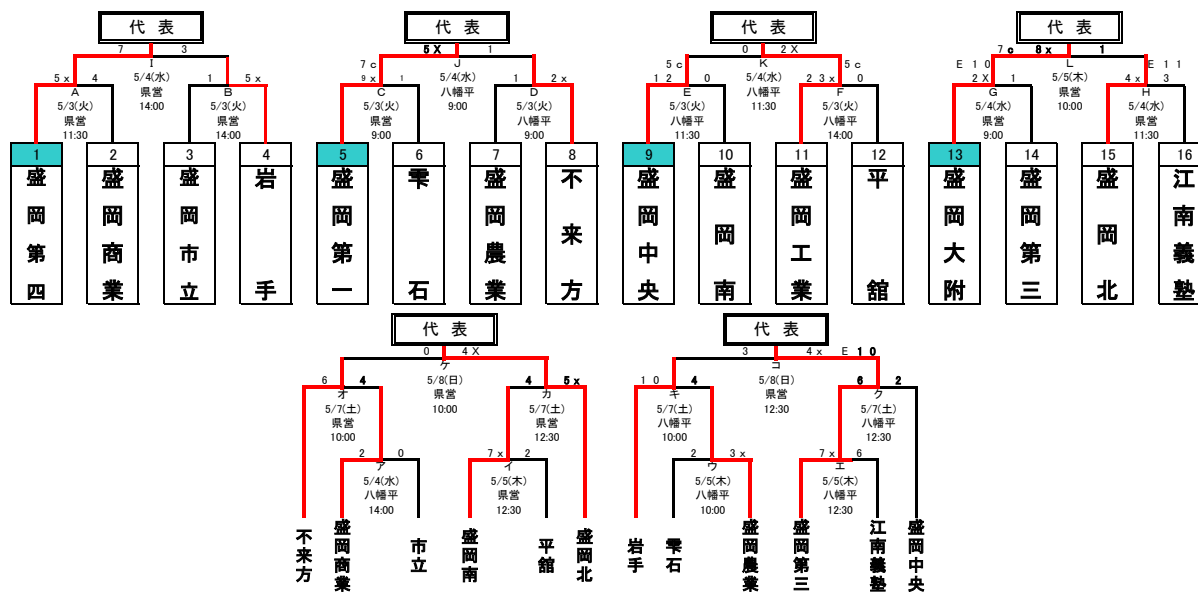 代 表 代 表 代 表 代 表
7 3 5X 1 0 2X 7c 8x 1
I J K L
5x 4 5/4(水) 1 5x 7c 5/4(水) 5c 5/4(水) 5c E10 5/5(木) E11
県営 9x 1 八幡平 1 2x 12 0 八幡平 23x 0 2X 1 県営 4x 3
A 14:00 B C 9:00 D E 11:30 F G 10:00 H
5/3(火) 5/3(火) 5/3(火) 5/3(火) 5/3(火) 5/3(火) 5/4(水) 5/4(水)
県営 県営 県営 八幡平 八幡平 八幡平 県営 県営
11:30 14:00 9:00 9:00 11:30 14:00 9:00 11:30
1 2 3 4 5 6 7 8 9 10 11 12 13 14 15 16
盛岡第四
盛岡商業
盛岡市立
岩手
盛岡第一
雫石
盛岡農業
不来方
盛岡中央
盛岡南
盛岡工業
平舘
盛岡大附
盛岡第三
盛岡北
江南義塾
代 表 代 表
0 4X 3 4x E10
ケ コ
5/8(日) 5/8(日)
県営 県営
10:00 12:30
6 4 4 5x 10 4 6 2
オ カ キ ク
5/7(土) 5/7(土) 5/7(土) 5/7(土)
県営 県営 八幡平 八幡平
10:00 12:30 10:00 12:30
2 0 7x 2 2 3x 7x 6
ア イ ウ エ
5/4(水) 5/5(木) 5/5(木) 5/5(木)
八幡平 県営 八幡平 八幡平
14:00 12:30 10:00 12:30
不来方
盛岡商業
市立
盛岡南
平舘
盛岡北
岩手
雫石
盛岡農業
盛岡第三
江南義塾
盛岡中央